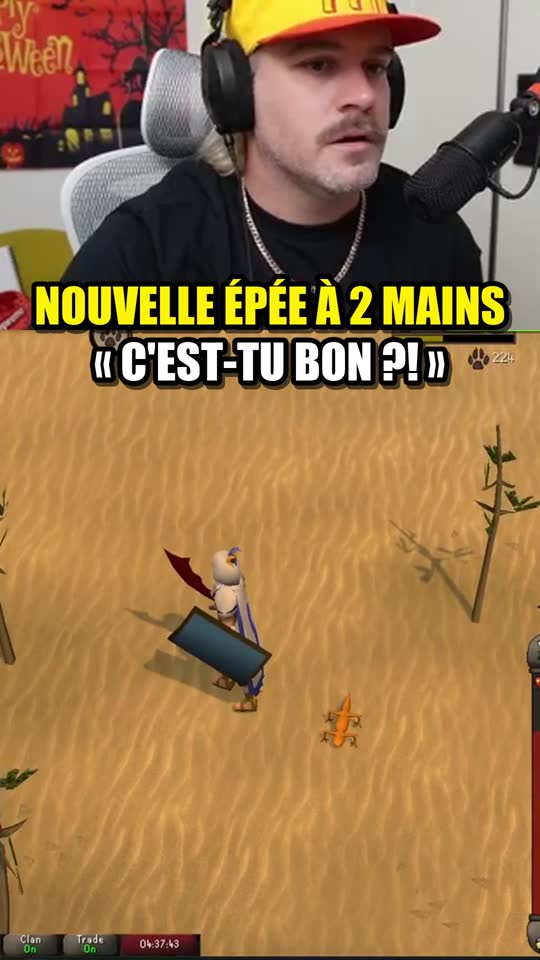 NOUVELLE ÉPÉE À 2 MAINS
« C'EST-TU BON ?! »
224
Clan
On
Trade
On
04:37:43